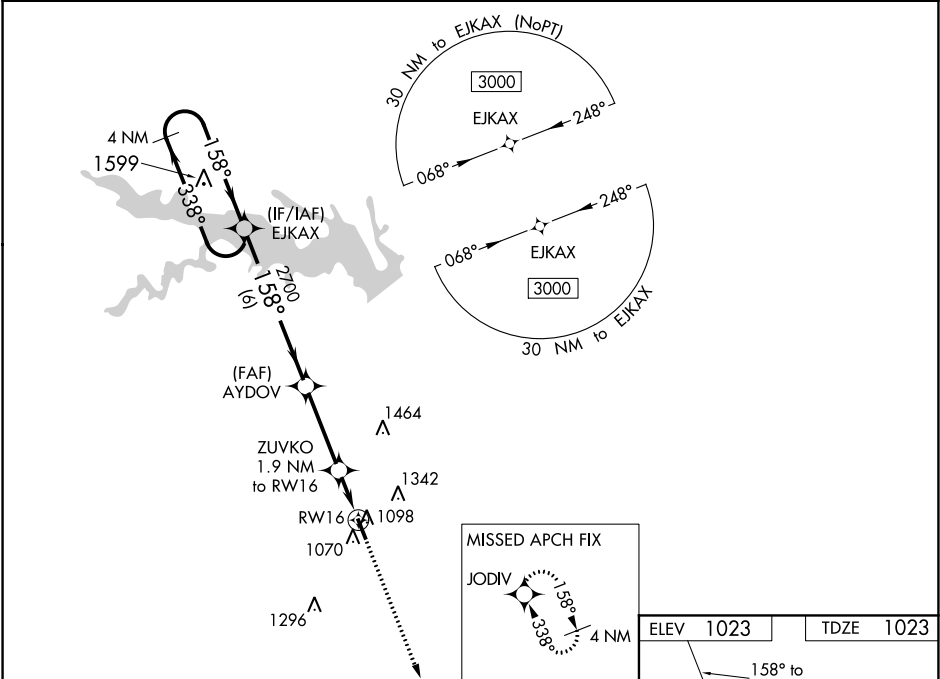 30 NM to EJKAX (NoPT)
3000
EJKAX
068°
248°
4 NM
1599
158°
338°
(IF/IAF)
EJKAX
2700
158°
(6)
068°
248°
EJKAX
3000
30 NM to EJKAX
(FAF)
AYDOV
1464
ZUVKO
1.9 NM
to RW16
1342
RW16
1098
1070
1296
MISSED APCH FIX
JODIV
158°
338°
4 NM
ELEV 1023
TDZE 1023
158° to